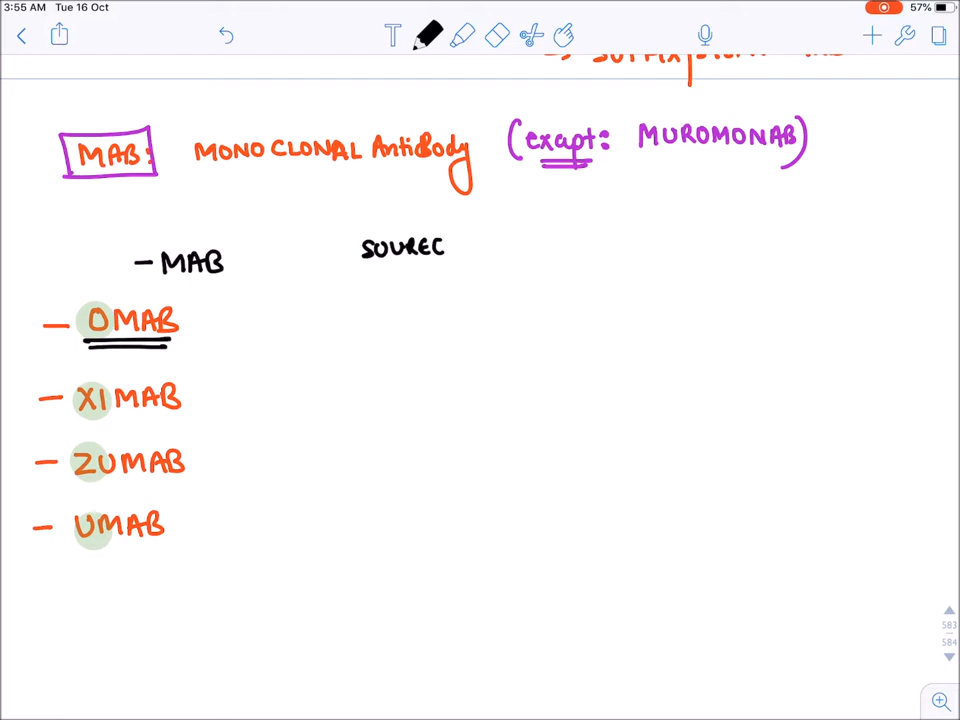 3:55 AM Tue 16 Oct
57%
T
MAB: MONOCLONAL AntiBody (exapt: MUROMONAB)
- MAB SOUREC
- OMAB
- XIMAB
- ZUMAB
- UMAB
583
584